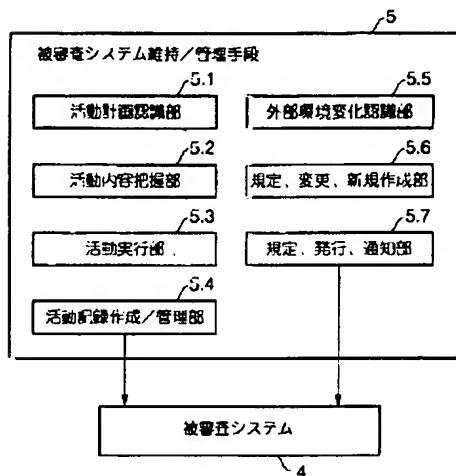 5
被審査システム維持／管理手段
5.1
活動計画認識部
5.2
活動内容把握部
5.3
活動実行部
5.4
活動記録作成／管理部
5.5
外部環境変化認識部
5.6
規定、変更、新規作成部
5.7
規定、発行、通知部
被審査システム
4